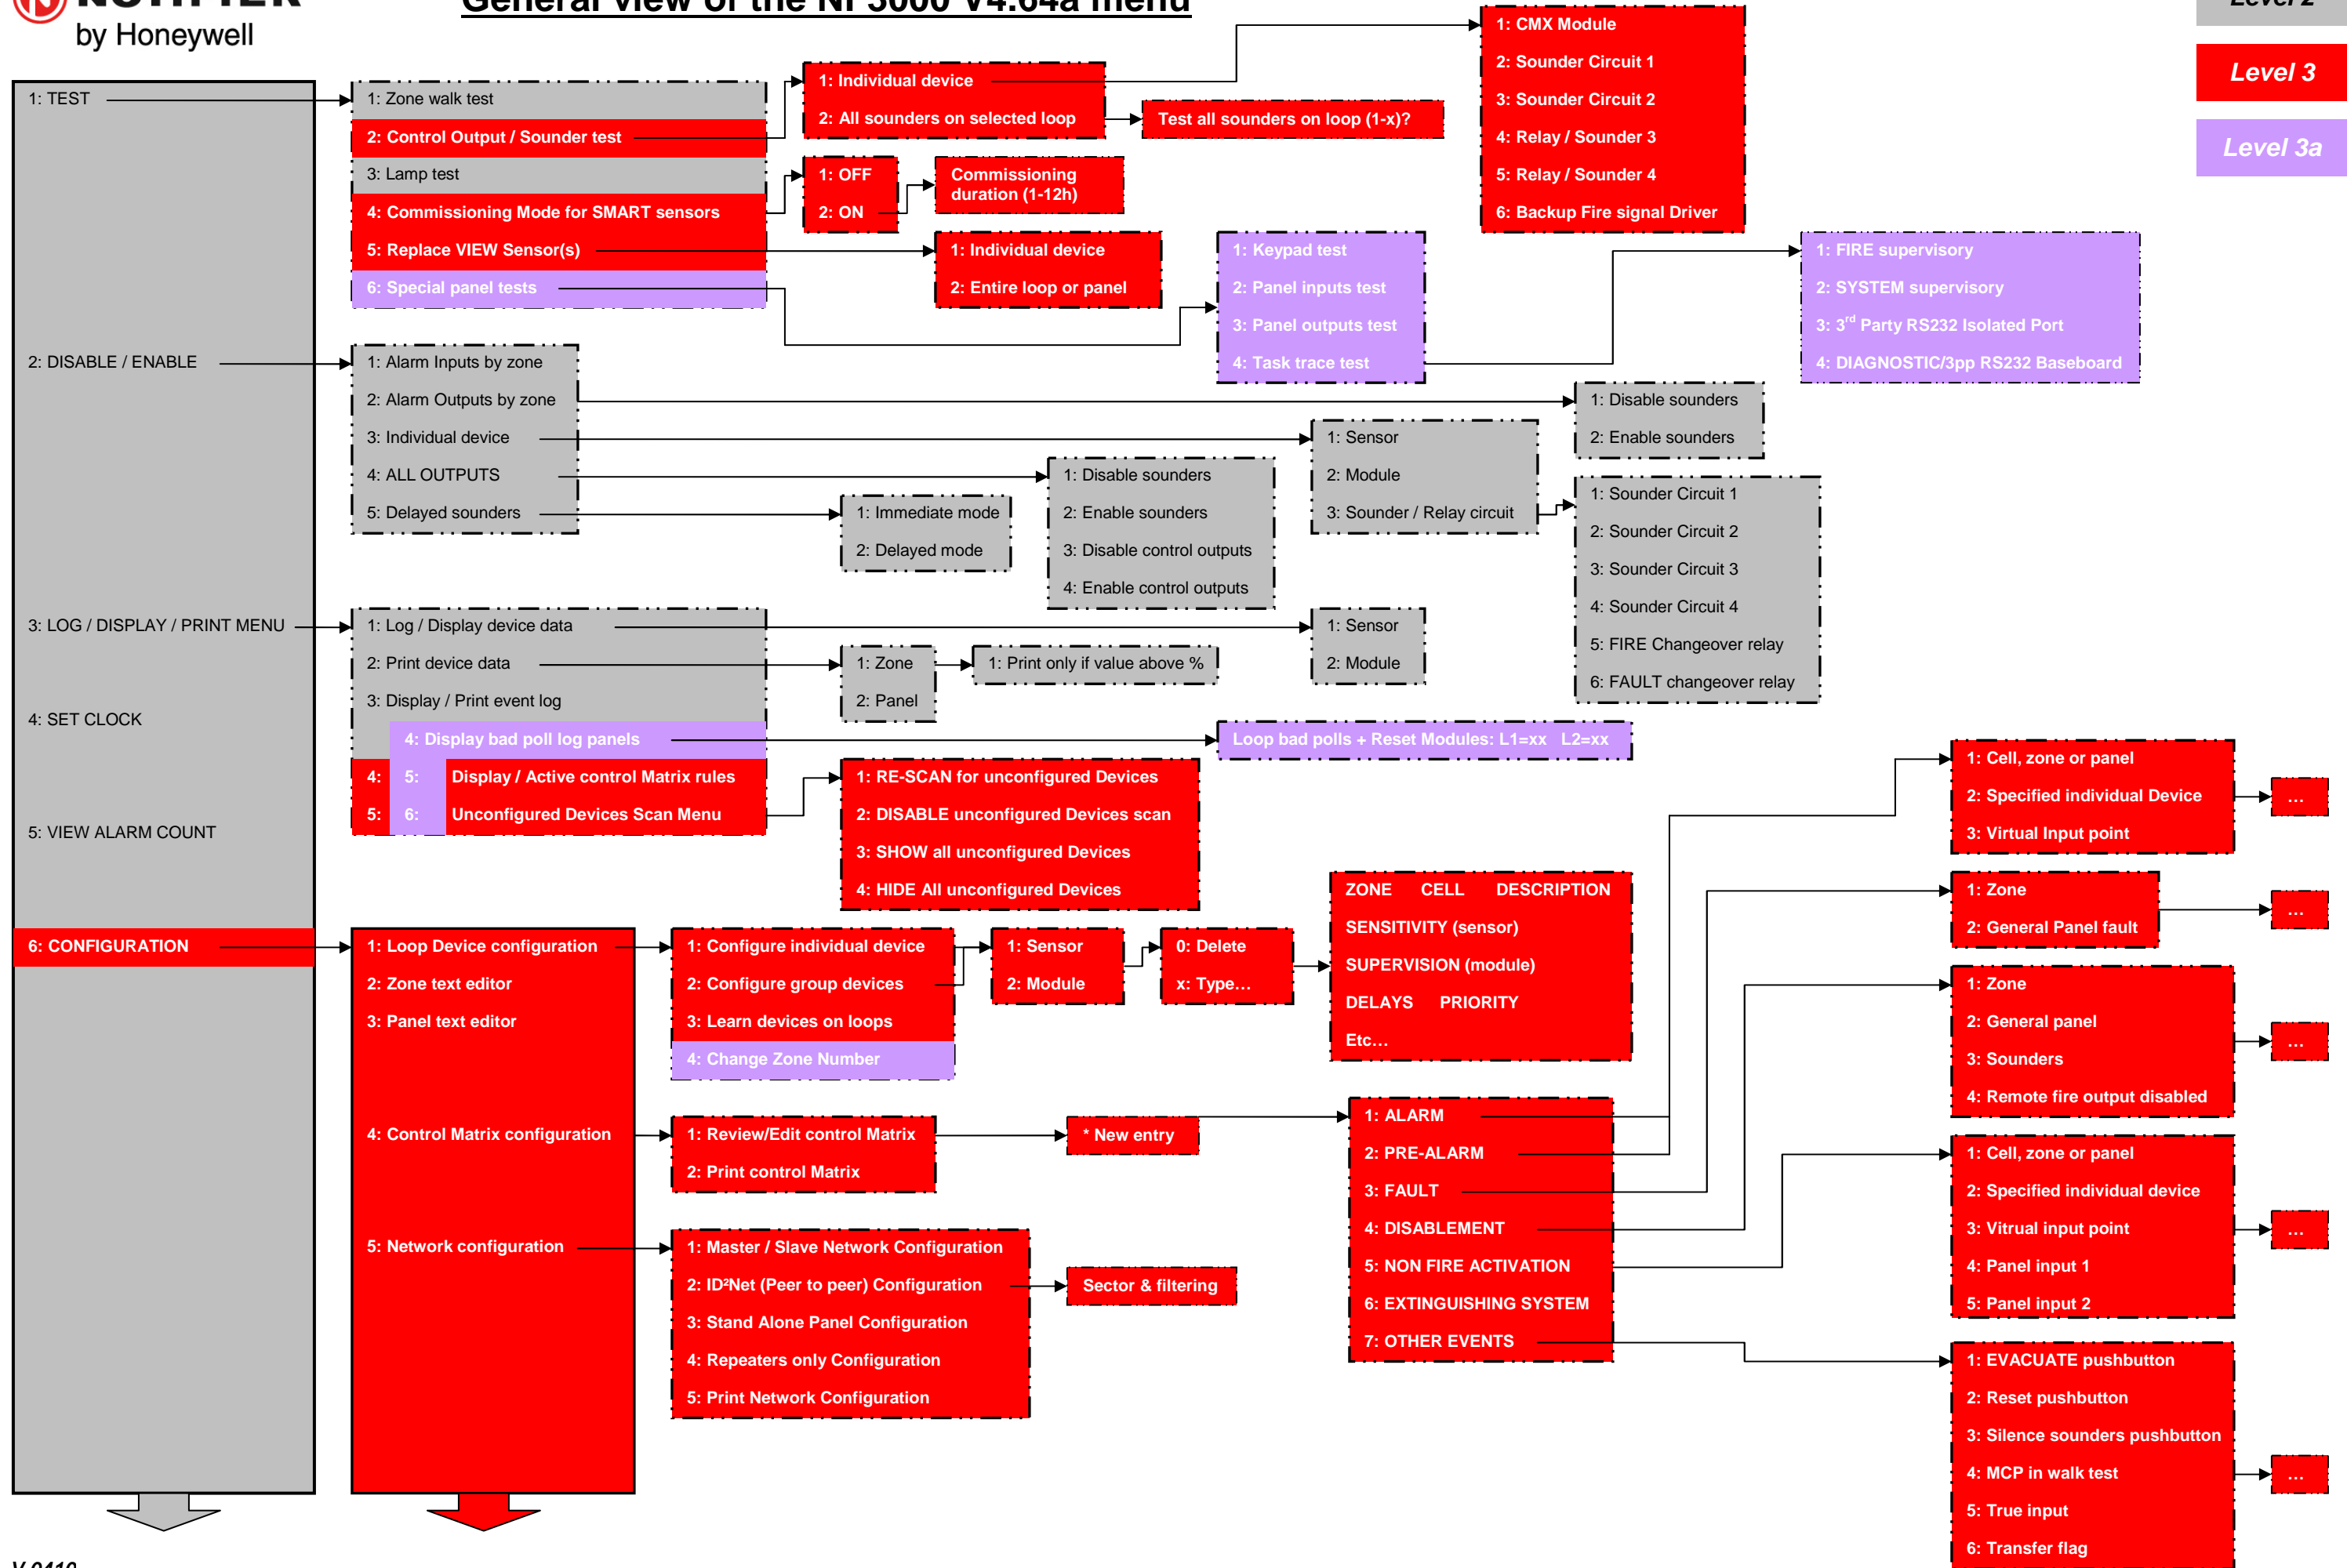 NOTIFIER
by Honeywell
General view of the NF3000 V4.64a menu
Level 2
Level 3
Level 3a
1: TEST
2: DISABLE / ENABLE
3: LOG / DISPLAY / PRINT MENU
4: SET CLOCK
5: VIEW ALARM COUNT
6: CONFIGURATION
1: Zone walk test
2: Control Output / Sounder test
3: Lamp test
4: Commissioning Mode for SMART sensors
5: Replace VIEW Sensor(s)
6: Special panel tests
1: Individual device
2: All sounders on selected loop
Test all sounders on loop (1-x)?
1: CMX Module
2: Sounder Circuit 1
3: Sounder Circuit 2
4: Relay / Sounder 3
5: Relay / Sounder 4
6: Backup Fire signal Driver
1: OFF
2: ON
Commissioning
duration (1-12h)
1: Individual device
2: Entire loop or panel
1: Keypad test
2: Panel inputs test
3: Panel outputs test
4: Task trace test
1: FIRE supervisory
2: SYSTEM supervisory
3: 3rd Party RS232 Isolated Port
4: DIAGNOSTIC/3pp RS232 Baseboard
1: Alarm Inputs by zone
2: Alarm Outputs by zone
3: Individual device
4: ALL OUTPUTS
5: Delayed sounders
1: Disable sounders
2: Enable sounders
1: Sensor
2: Module
3: Sounder / Relay circuit
1: Sounder Circuit 1
2: Sounder Circuit 2
3: Sounder Circuit 3
4: Sounder Circuit 4
5: FIRE Changeover relay
6: FAULT changeover relay
1: Disable sounders
2: Enable sounders
3: Disable control outputs
4: Enable control outputs
1: Immediate mode
2: Delayed mode
1: Log / Display device data
2: Print device data
3: Display / Print event log
4: Display bad poll log panels
4: 5: Display / Active control Matrix rules
5: 6: Unconfigured Devices Scan Menu
1: Sensor
2: Module
1: Zone
2: Panel
1: Print only if value above %
Loop bad polls + Reset Modules: L1=xx L2=xx
1: RE-SCAN for unconfigured Devices
2: DISABLE unconfigured Devices scan
3: SHOW all unconfigured Devices
4: HIDE All unconfigured Devices
1: Loop Device configuration
2: Zone text editor
3: Panel text editor
4: Control Matrix configuration
5: Network configuration
1: Configure individual device
2: Configure group devices
3: Learn devices on loops
4: Change Zone Number
1: Sensor
2: Module
0: Delete
x: Type…
ZONE CELL DESCRIPTION
SENSITIVITY (sensor)
SUPERVISION (module)
DELAYS PRIORITY
Etc…
1: Review/Edit control Matrix
2: Print control Matrix
* New entry
1: ALARM
2: PRE-ALARM
3: FAULT
4: DISABLEMENT
5: NON FIRE ACTIVATION
6: EXTINGUISHING SYSTEM
7: OTHER EVENTS
1: Cell, zone or panel
2: Specified individual Device
3: Virtual Input point
…
1: Zone
2: General Panel fault
…
1: Zone
2: General panel
3: Sounders
4: Remote fire output disabled
…
1: Cell, zone or panel
2: Specified individual device
3: Vitrual input point
4: Panel input 1
5: Panel input 2
…
1: EVACUATE pushbutton
2: Reset pushbutton
3: Silence sounders pushbutton
4: MCP in walk test
5: True input
6: Transfer flag
…
1: Master / Slave Network Configuration
2: ID²Net (Peer to peer) Configuration
3: Stand Alone Panel Configuration
4: Repeaters only Configuration
5: Print Network Configuration
Sector & filtering
V-0410